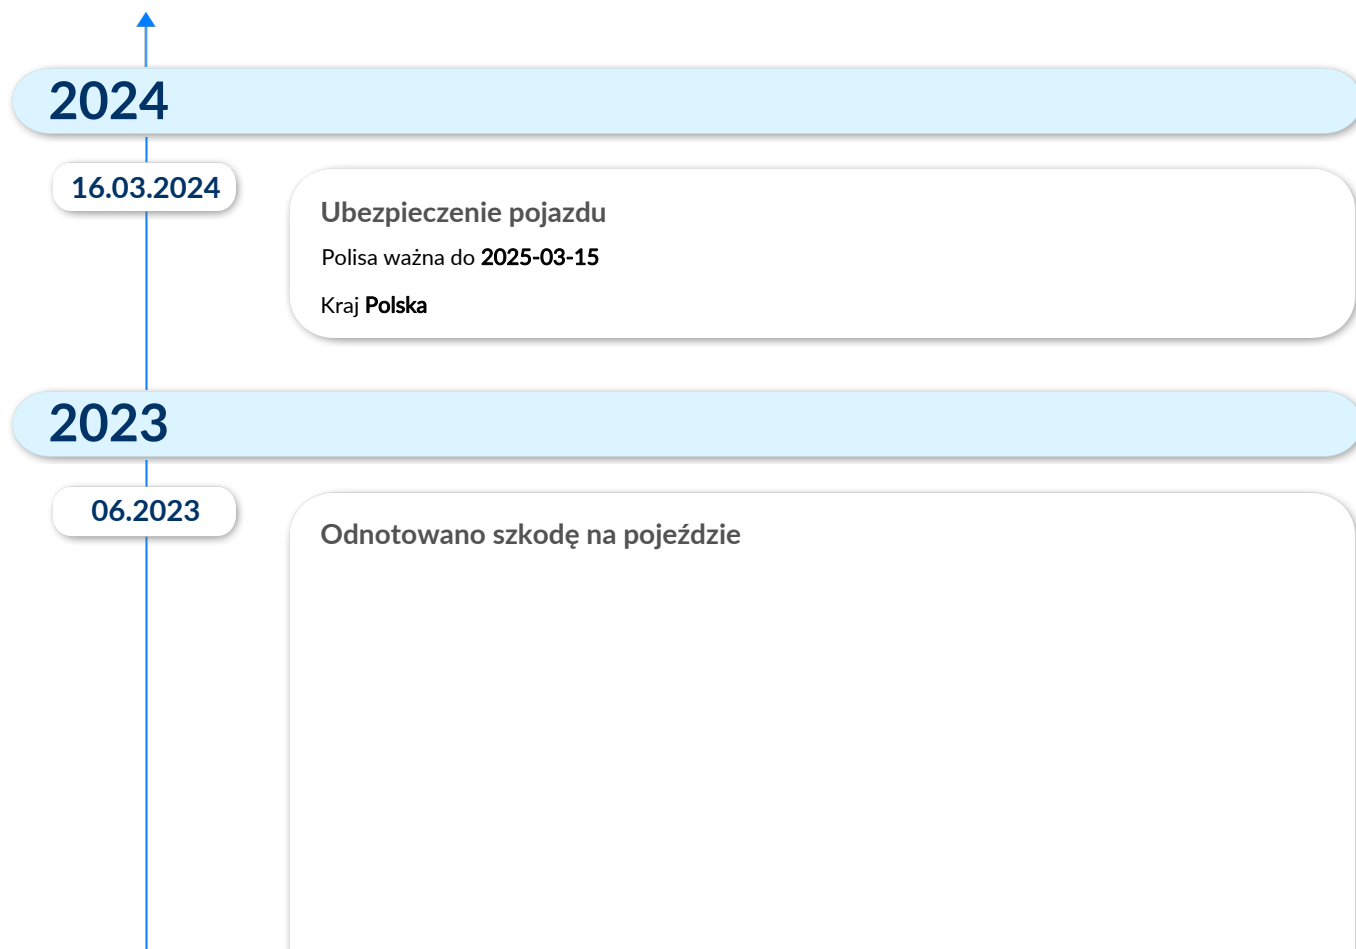 2024
16.03.2024
Ubezpieczenie pojazdu
Polisa ważna do 2025-03-15
Kraj Polska
2023
06.2023
Odnotowano szkodę na pojeździe